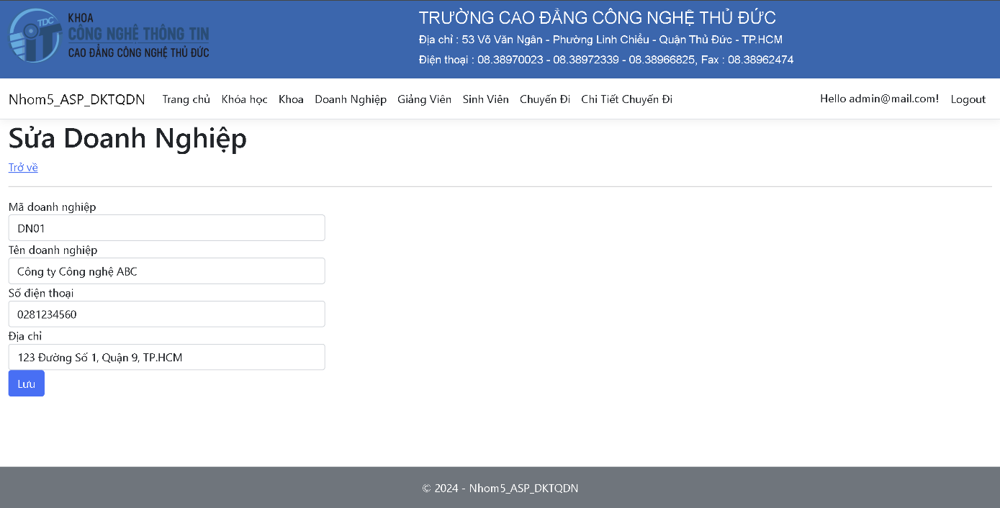 TDC
KHOA
CÔNG NGHỆ THÔNG TIN
CAO ĐẲNG CÔNG NGHỆ THỦ ĐỨC
TRƯỜNG CAO ĐẲNG CÔNG NGHỆ THỦ ĐỨC
Địa chỉ : 53 Võ Văn Ngân - Phường Linh Chiểu - Quận Thủ Đức - TP.HCM
Điện thoại : 08.38970023 - 08.38972339 - 08.38966825, Fax : 08.38962474
Nhom5_ASP_DKTQDN Trang chủ Khóa học Khoa Doanh Nghiệp Giảng Viên Sinh Viên Chuyến Đi Chi Tiết Chuyến Đi Hello admin@mail.com! Logout
Sửa Doanh Nghiệp
Trở về
Mã doanh nghiệp
DN01
Tên doanh nghiệp
Công ty Công nghệ ABC
Số điện thoại
0281234560
Địa chỉ
123 Đường Số 1, Quận 9, TP.HCM
Lưu
© 2024 - Nhom5_ASP_DKTQDN